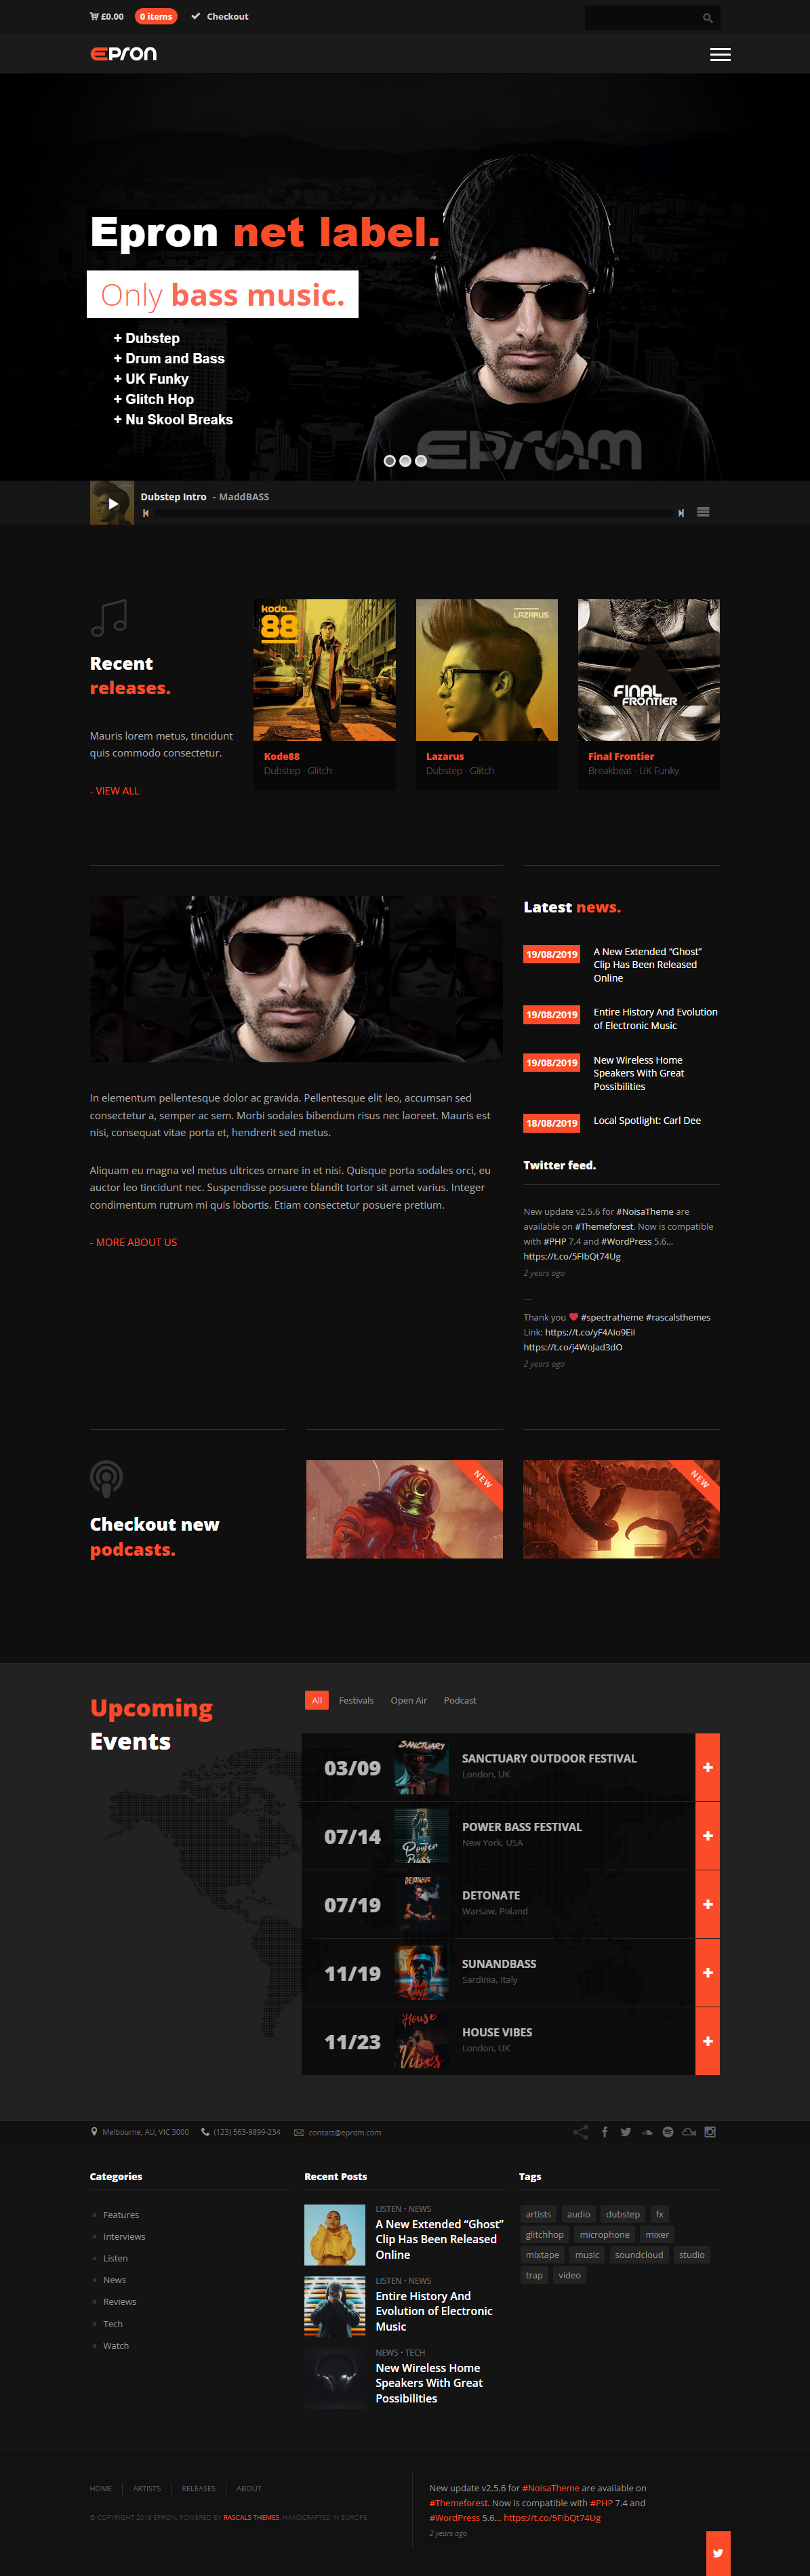 £0.00 0 items Checkout
Epron
Epron net label.
Only bass music.
+ Dubstep
+ Drum and Bass
+ UK Funky
+ Glitch Hop
+ Nu Skool Breaks
Eprom
Dubstep Intro - MaddBASS
Recent
releases.
Mauris lorem metus, tincidunt
quis commodo consectetur.
- VIEW ALL
koda
88
Kode88
Dubstep · Glitch
LAZARUS
Lazarus
Dubstep · Glitch
FINAL
FRONTIER
Final Frontier
Breakbeat · UK Funky
In elementum pellentesque dolor ac gravida. Pellentesque elit leo, accumsan sed
consectetur a, semper ac sem. Morbi sodales bibendum risus nec laoreet. Mauris est
nisi, consequat vitae porta et, hendrerit sed metus.
Aliquam eu magna vel metus ultrices ornare in et nisi. Quisque porta sodales orci, eu
auctor leo tincidunt nec. Suspendisse posuere blandit tortor sit amet varius. Integer
condimentum rutrum mi quis lobortis. Etiam consectetur posuere pretium.
- MORE ABOUT US
Latest news.
19/08/2019
A New Extended “Ghost”
Clip Has Been Released
Online
19/08/2019
Entire History And Evolution
of Electronic Music
19/08/2019
New Wireless Home
Speakers With Great
Possibilities
18/08/2019
Local Spotlight: Carl Dee
Twitter feed.
New update v2.5.6 for #NoisaTheme are
available on #Themeforest. Now is compatible
with #PHP 7.4 and #WordPress 5.6…
https://t.co/5FIbQt74Ug
2 years ago
---
Thank you ❤️ #spectratheme #rascalsthemes
Link: https://t.co/yF4AIo9EiI
https://t.co/j4WoJad3dO
2 years ago
Checkout new
podcasts.
NEW
NEW
Upcoming
Events
All Festivals Open Air Podcast
03/09
SANCTUARY
SANCTUARY OUTDOOR FESTIVAL
London, UK
07/14
Power
Bass
POWER BASS FESTIVAL
New York, USA
07/19
DETONATE
DETONATE
Warsaw, Poland
11/19
SUNANDBASS
Sardinia, Italy
11/23
House
Vibes
HOUSE VIBES
London, UK
Melbourne, AU, VIC 3000 (123) 563-9899-234 contact@eprom.com
Categories
Features
Interviews
Listen
News
Reviews
Tech
Watch
Recent Posts
LISTEN · NEWS
A New Extended “Ghost”
Clip Has Been Released
Online
LISTEN · NEWS
Entire History And
Evolution of Electronic
Music
NEWS · TECH
New Wireless Home
Speakers With Great
Possibilities
Tags
artists audio dubstep fx
glitchhop microphone mixer
mixtape music soundcloud studio
trap video
HOME ARTISTS RELEASES ABOUT
© COPYRIGHT 2018 EPRON. POWERED BY RASCALS THEMES. HANDCRAFTED IN EUROPE
New update v2.5.6 for #NoisaTheme are available on
#Themeforest. Now is compatible with #PHP 7.4 and
#WordPress 5.6… https://t.co/5FIbQt74Ug
2 years ago